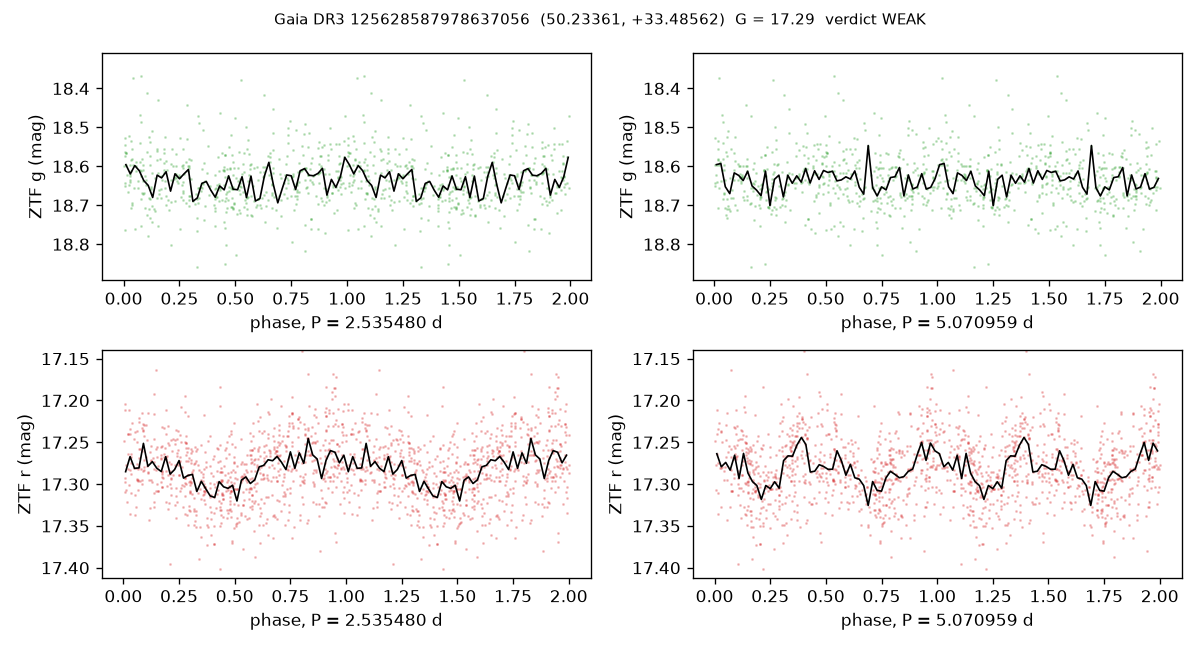 Gaia DR3 125628587978637056 (50.23361, +33.48562) G = 17.29 verdict WEAK
ZTF g (mag)
18.4
18.5
18.6
18.7
18.8
0.00 0.25 0.50 0.75 1.00 1.25 1.50 1.75 2.00
phase, P = 2.535480 d
ZTF g (mag)
18.4
18.5
18.6
18.7
18.8
0.00 0.25 0.50 0.75 1.00 1.25 1.50 1.75 2.00
phase, P = 5.070959 d
ZTF r (mag)
17.15
17.20
17.25
17.30
17.35
17.40
0.00 0.25 0.50 0.75 1.00 1.25 1.50 1.75 2.00
phase, P = 2.535480 d
ZTF r (mag)
17.15
17.20
17.25
17.30
17.35
17.40
0.00 0.25 0.50 0.75 1.00 1.25 1.50 1.75 2.00
phase, P = 5.070959 d